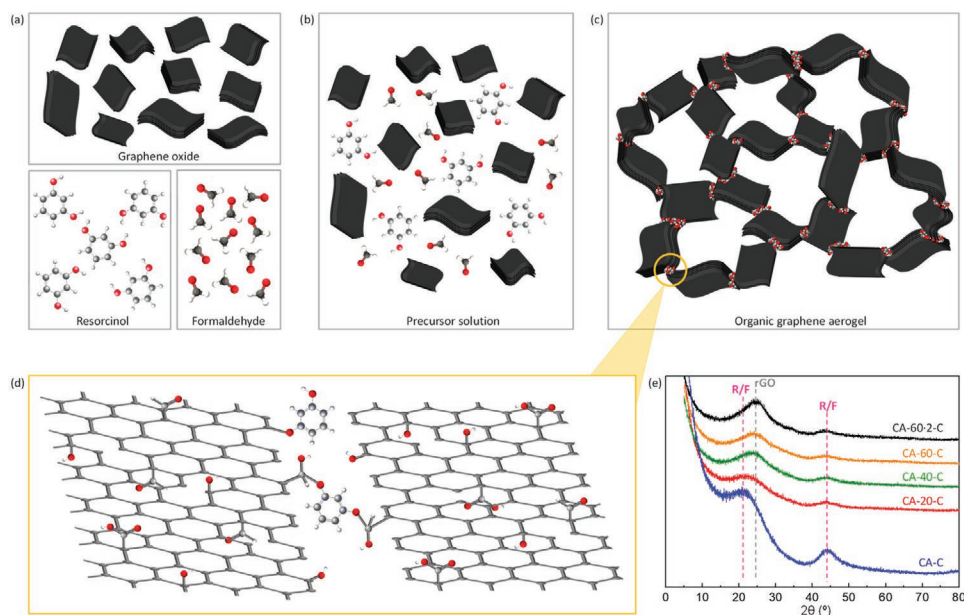 (a)
Graphene oxide
Resorcinol
Formaldehyde
(b)
Precursor solution
(c)
Organic graphene aerogel
(d)
(e)
R/F
rGO
R/F
CA-60·2-C
CA-60-C
CA-40-C
CA-20-C
CA-C
0 10 20 30 40 50 60 70 80
2θ (º)